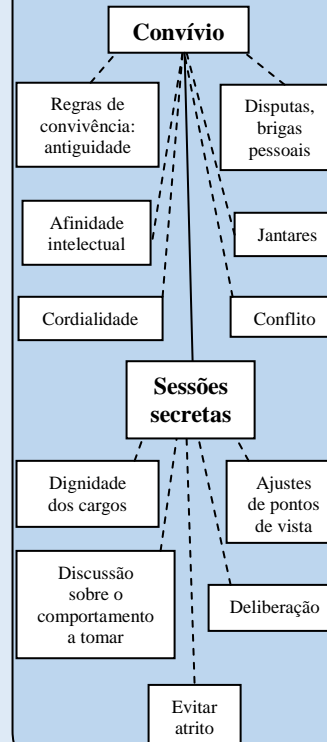 Convívio
Regras de
convivência:
antiguidade
Disputas,
brigas
pessoais
Afinidade
intelectual
Jantares
Cordialidade
Conflito
Sessões
secretas
Dignidade
dos cargos
Ajustes
de pontos
de vista
Discussão
sobre o
comportamento
a tomar
Deliberação
Evitar
atrito